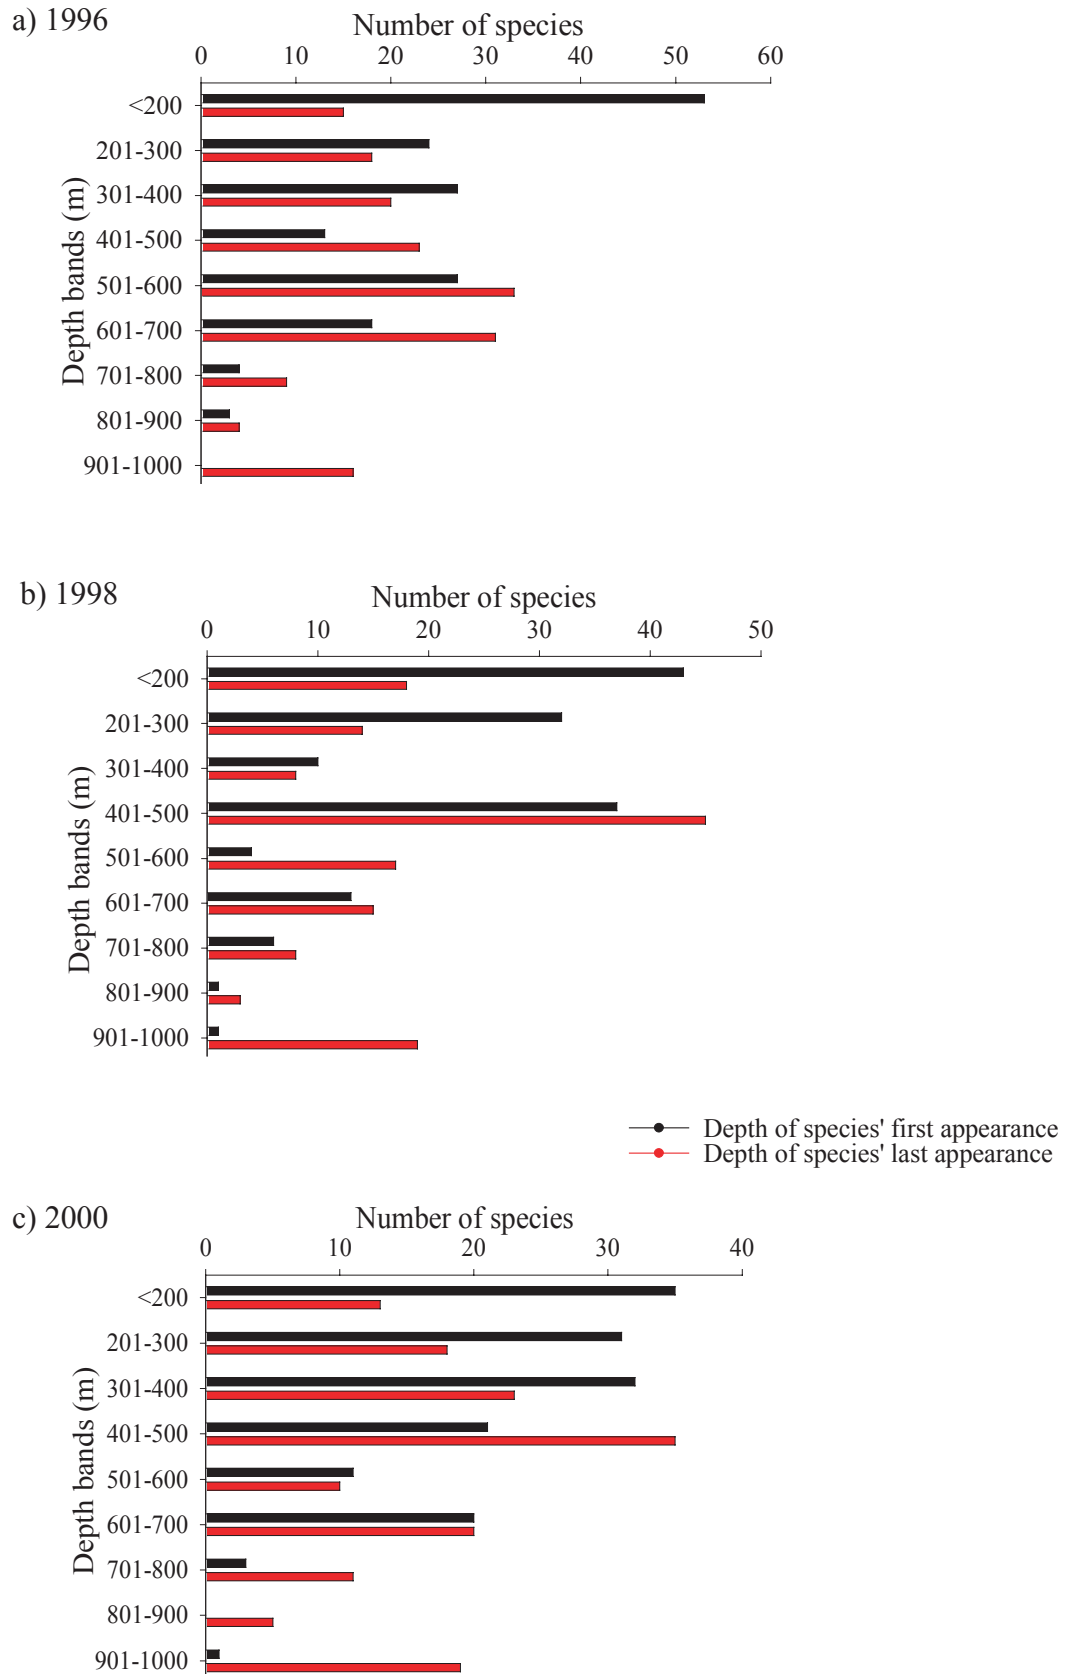 a) 1996
Number of species
0 10 20 30 40 50 60
Depth bands (m)
<200
201-300
301-400
401-500
501-600
601-700
701-800
801-900
901-1000
b) 1998
Number of species
0 10 20 30 40 50
Depth bands (m)
<200
201-300
301-400
401-500
501-600
601-700
701-800
801-900
901-1000
Depth of species' first appearance
Depth of species' last appearance
c) 2000
Number of species
0 10 20 30 40
Depth bands (m)
<200
201-300
301-400
401-500
501-600
601-700
701-800
801-900
901-1000